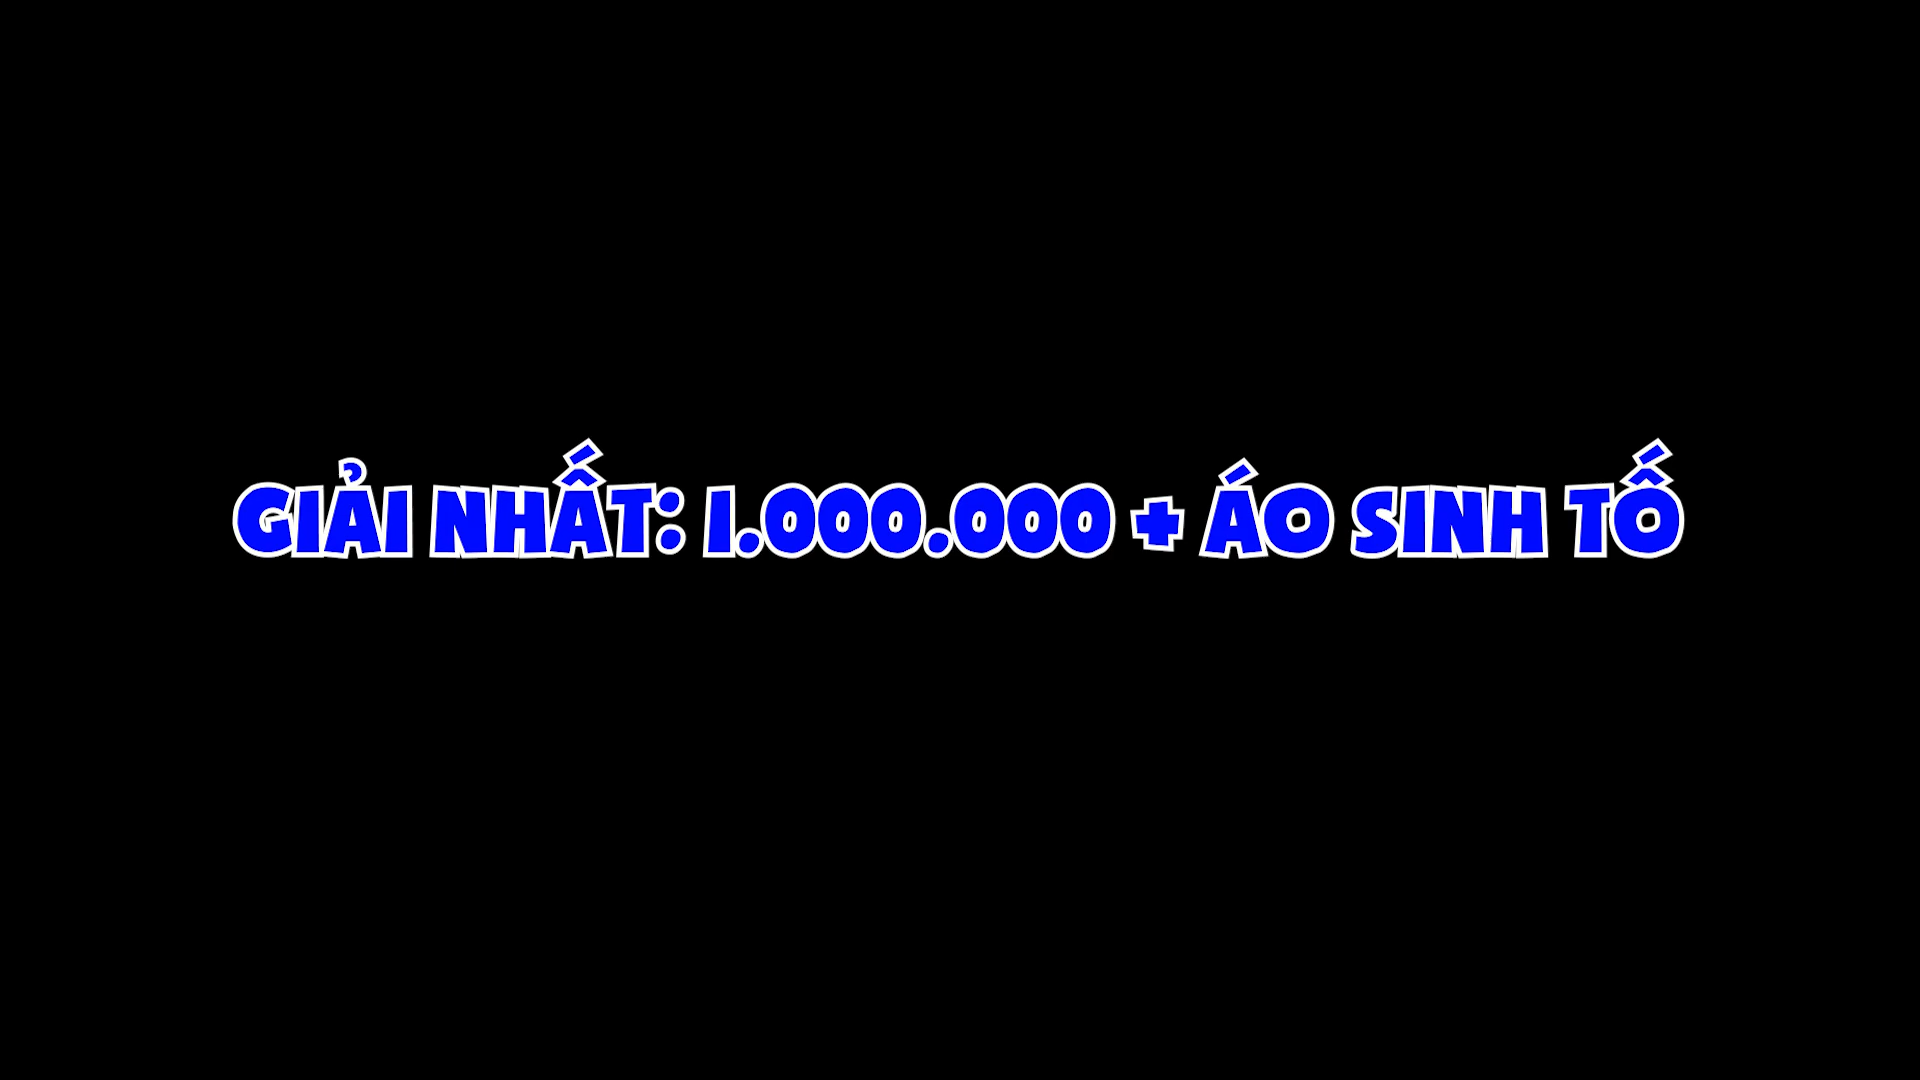 GIẢI NHẤT: 1.000.000 + ÁO SINH TỐ